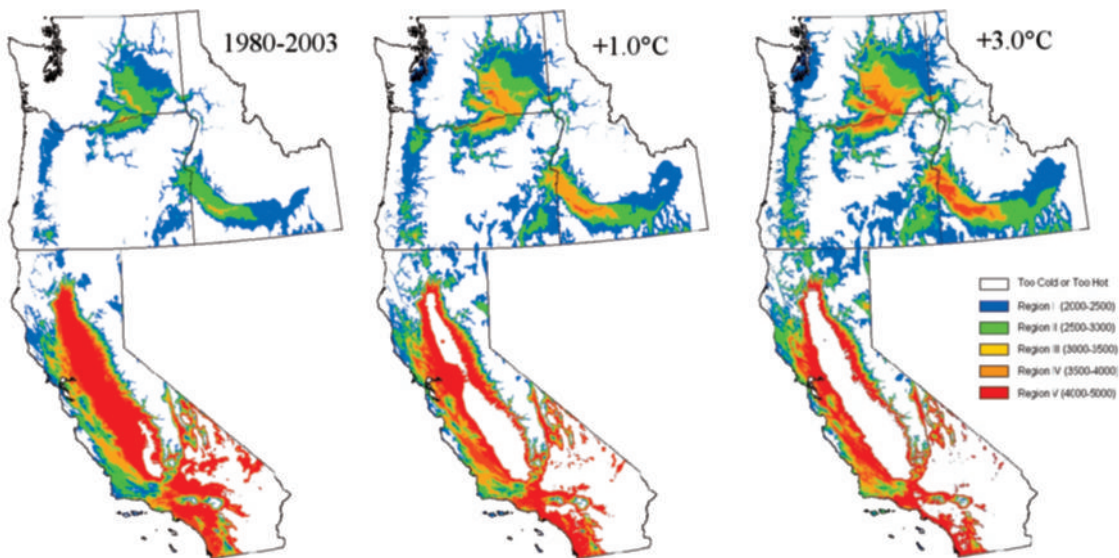 1980-2003
+1.0°C
+3.0°C
Too Cold or Too Hot
Region I (2000-2500)
Region II (2500-3000)
Region III (3000-3500)
Region IV (3500-4000)
Region V (4000-5000)